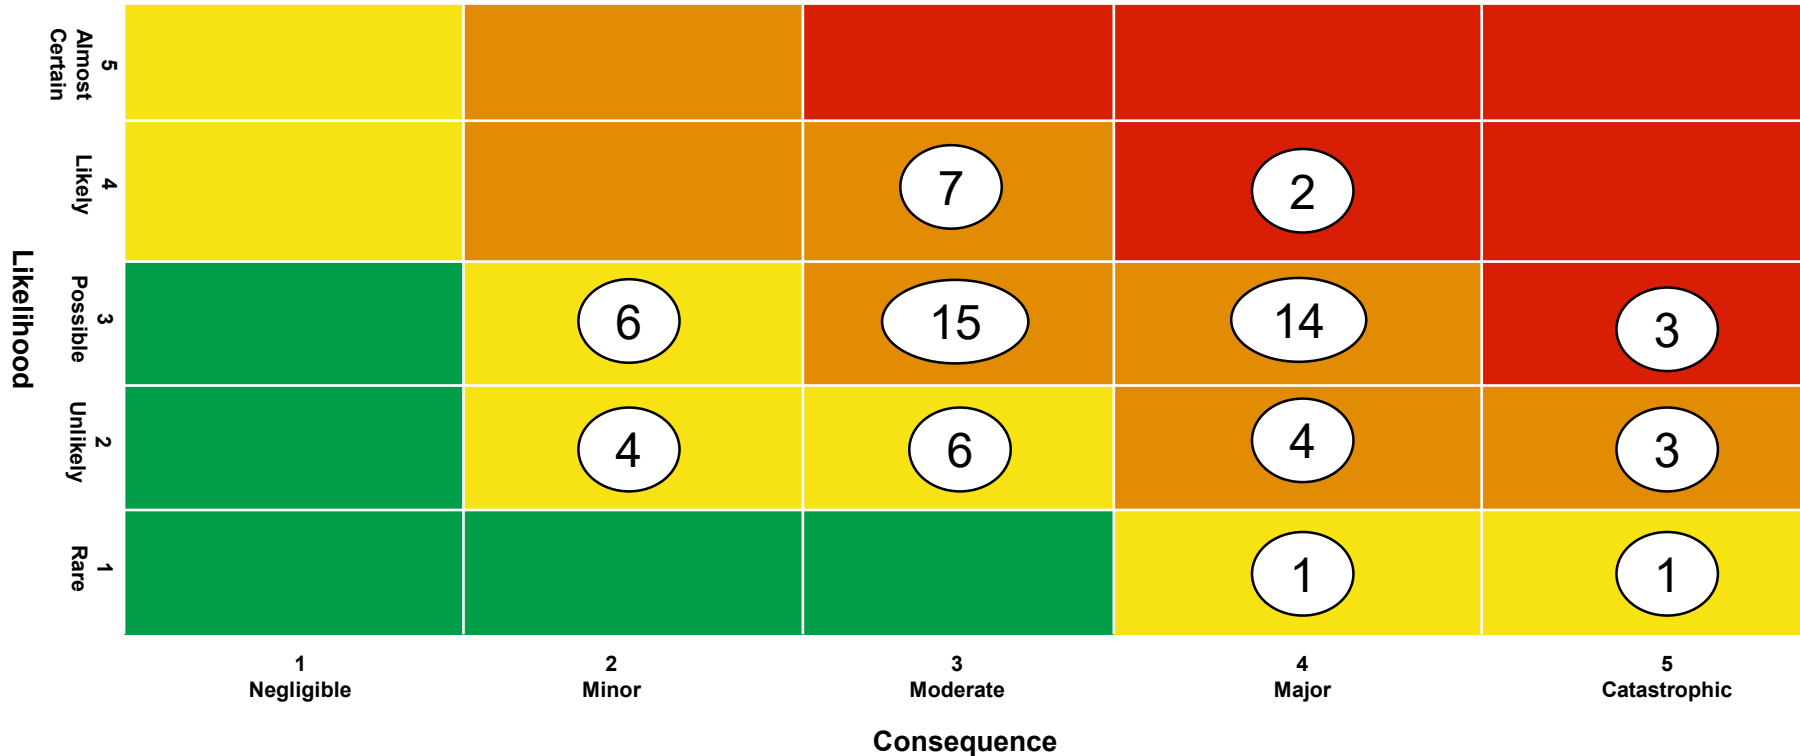 Likelihood
5
Almost
Certain
4
Likely
7
2
3
Possible
6
15
14
3
2
Unlikely
4
6
4
3
1
Rare
1
1
1
Negligible
2
Minor
3
Moderate
4
Major
5
Catastrophic
Consequence